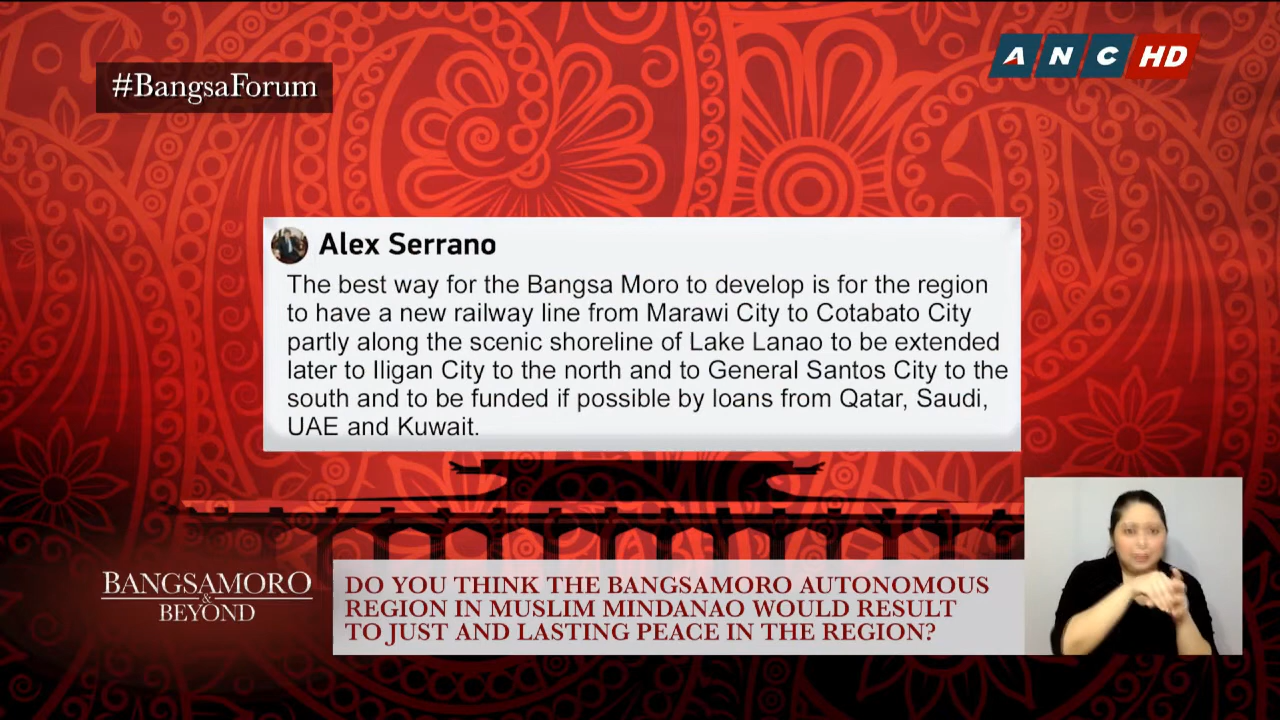 #BangsaForum
ANC HD
Alex Serrano
The best way for the Bangsa Moro to develop is for the region
to have a new railway line from Marawi City to Cotabato City
partly along the scenic shoreline of Lake Lanao to be extended
later to Iligan City to the north and to General Santos City to the
south and to be funded if possible by loans from Qatar, Saudi,
UAE and Kuwait.
BANGSAMORO
&
BEYOND
DO YOU THINK THE BANGSAMORO AUTONOMOUS
REGION IN MUSLIM MINDANAO WOULD RESULT
TO JUST AND LASTING PEACE IN THE REGION?